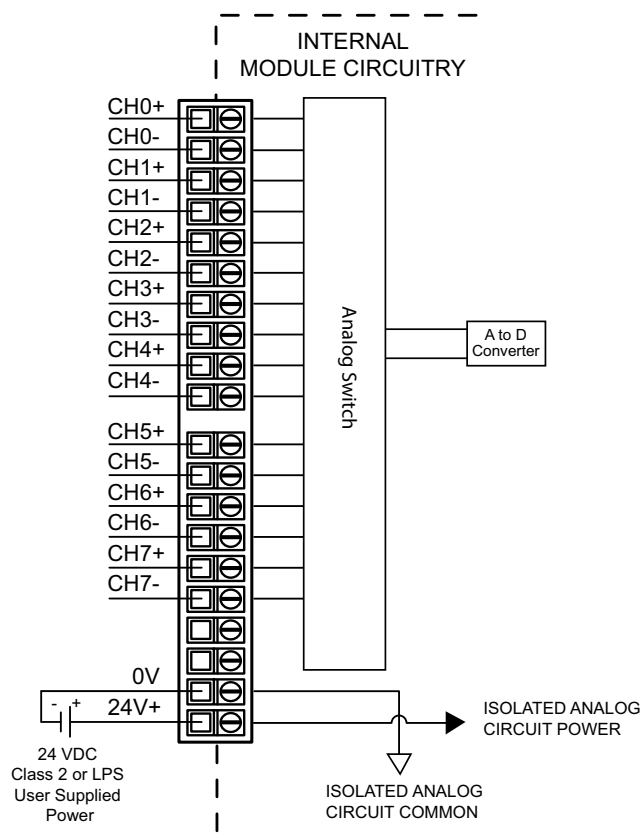 INTERNAL
MODULE CIRCUITRY
CH0+
CH0-
CH1+
CH1-
CH2+
CH2-
CH3+
CH3-
CH4+
CH4-
CH5+
CH5-
CH6+
CH6-
CH7+
CH7-
0V
24V+
- +
24 VDC
Class 2 or LPS
User Supplied
Power
Analog Switch
A to D
Converter
ISOLATED ANALOG
CIRCUIT POWER
ISOLATED ANALOG
CIRCUIT COMMON